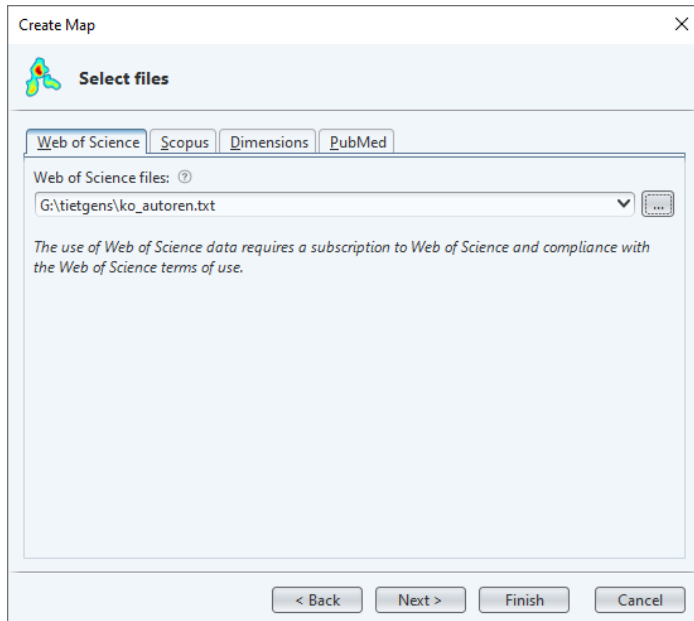 Create Map
Select files
Web of Science
Scopus
Dimensions
PubMed
Web of Science files:
G:\tietgens\ko_autoren.txt
...
The use of Web of Science data requires a subscription to Web of Science and compliance with
the Web of Science terms of use.
< Back
Next >
Finish
Cancel